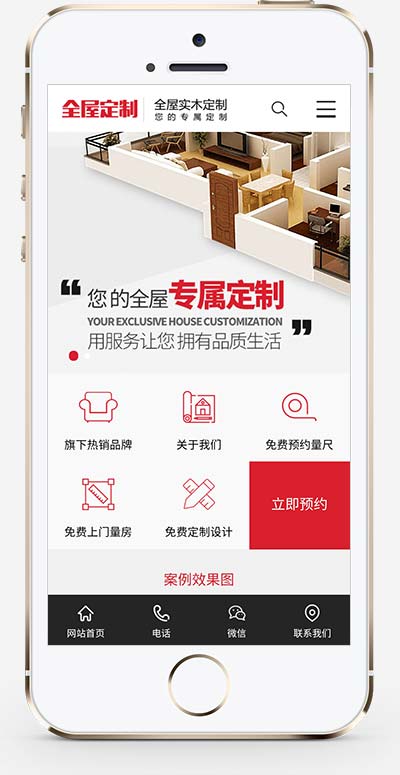 全屋定制
全屋实木定制
您的专属定制
您的全屋专属定制
YOUR EXCLUSIVE HOUSE CUSTOMIZATION
用服务让您 拥有品质生活
旗下热销品牌
关于我们
免费预约量尺
免费上门量房
免费定制设计
立即预约
案例效果图
网站首页
电话
微信
联系我们